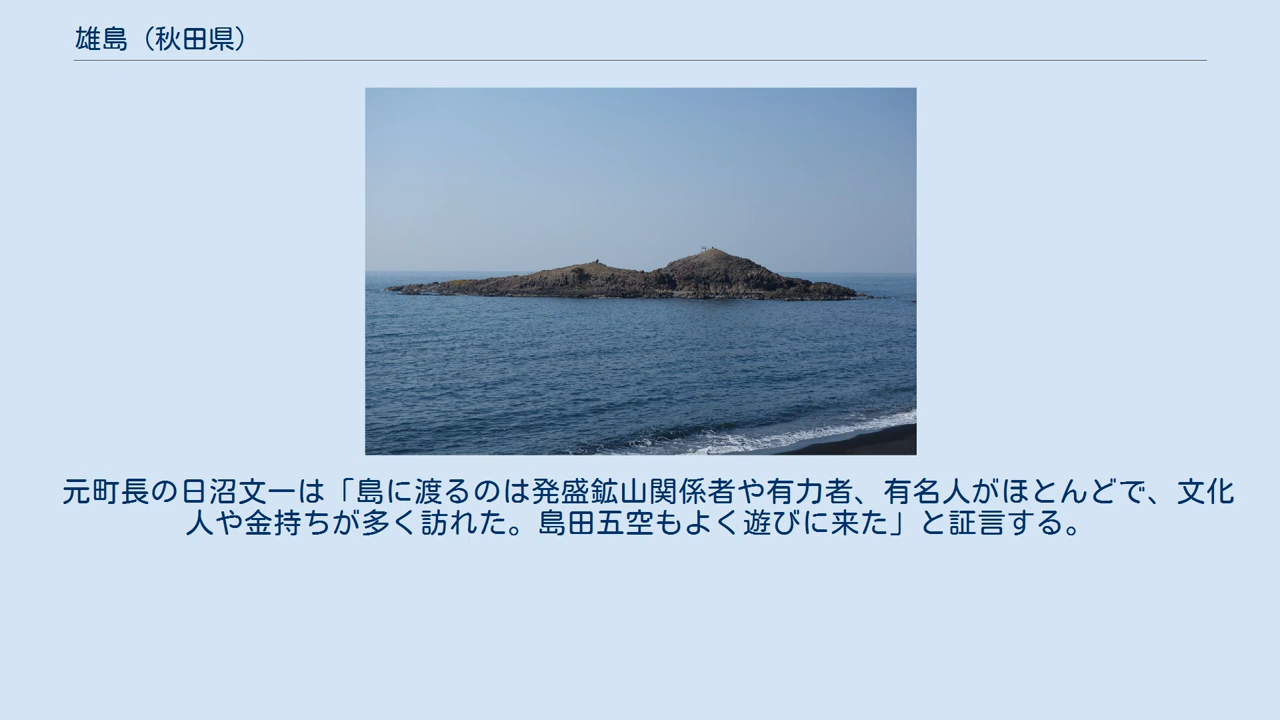 雄島（秋田県）
元町長の日沼文一は「島に渡るのは発盛鉱山関係者や有力者、有名人がほとんどで、文化
人や金持ちが多く訪れた。島田五空もよく遊びに来た」と証言する。